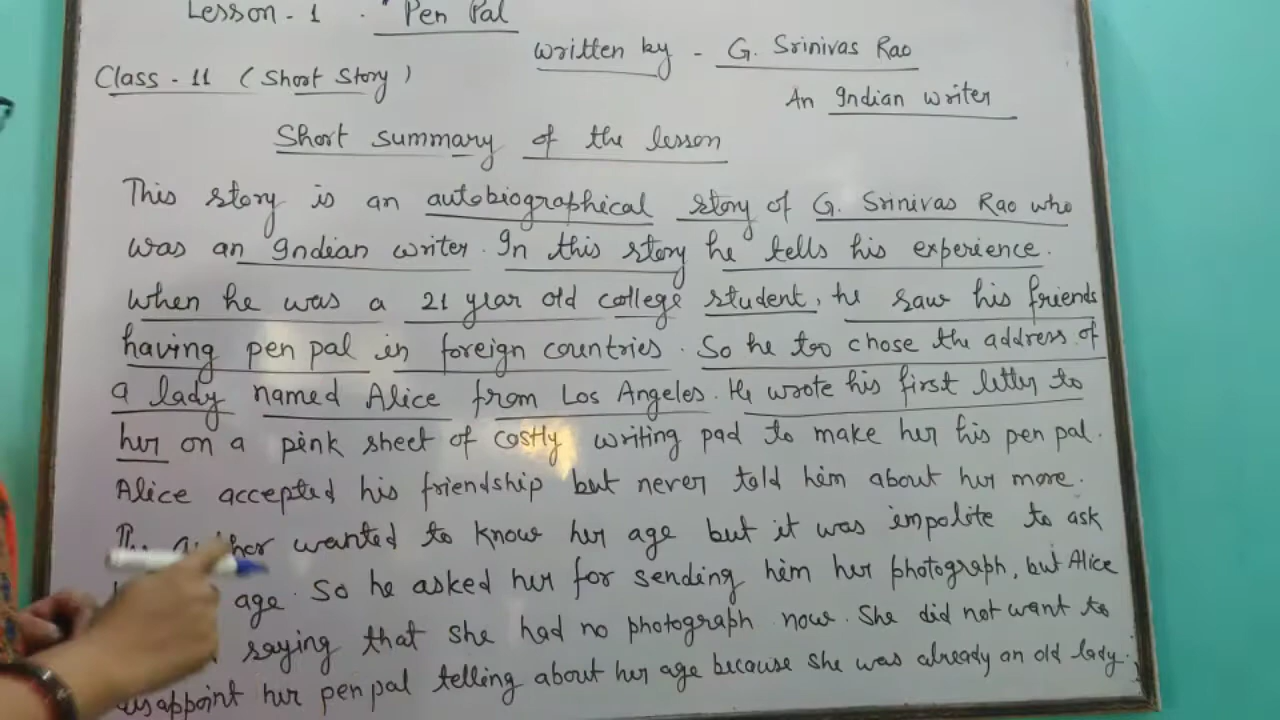 Lesson - 1 . "Pen Pal
written by - G. Srinivas Rao
Class - 11 (Short Story)
An Indian writer
Short summary of the lesson
This story is an autobiographical story of G. Srinivas Rao who
was an Indian writer. In this story he tells his experience.
When he was a 21 year old college student, he saw his friends
having pen pal in foreign countries. So he too chose the address of
a lady named Alice from Los Angeles. He wrote his first letter to
her on a pink sheet of costly writing pad to make her his pen pal.
Alice accepted his friendship but never told him about her more.
The author wanted to know her age but it was impolite to ask
age. So he asked her for sending him her photograph, but Alice
saying that she had no photograph now. She did not want to
disappoint her pen pal telling about her age because she was already an old lady.